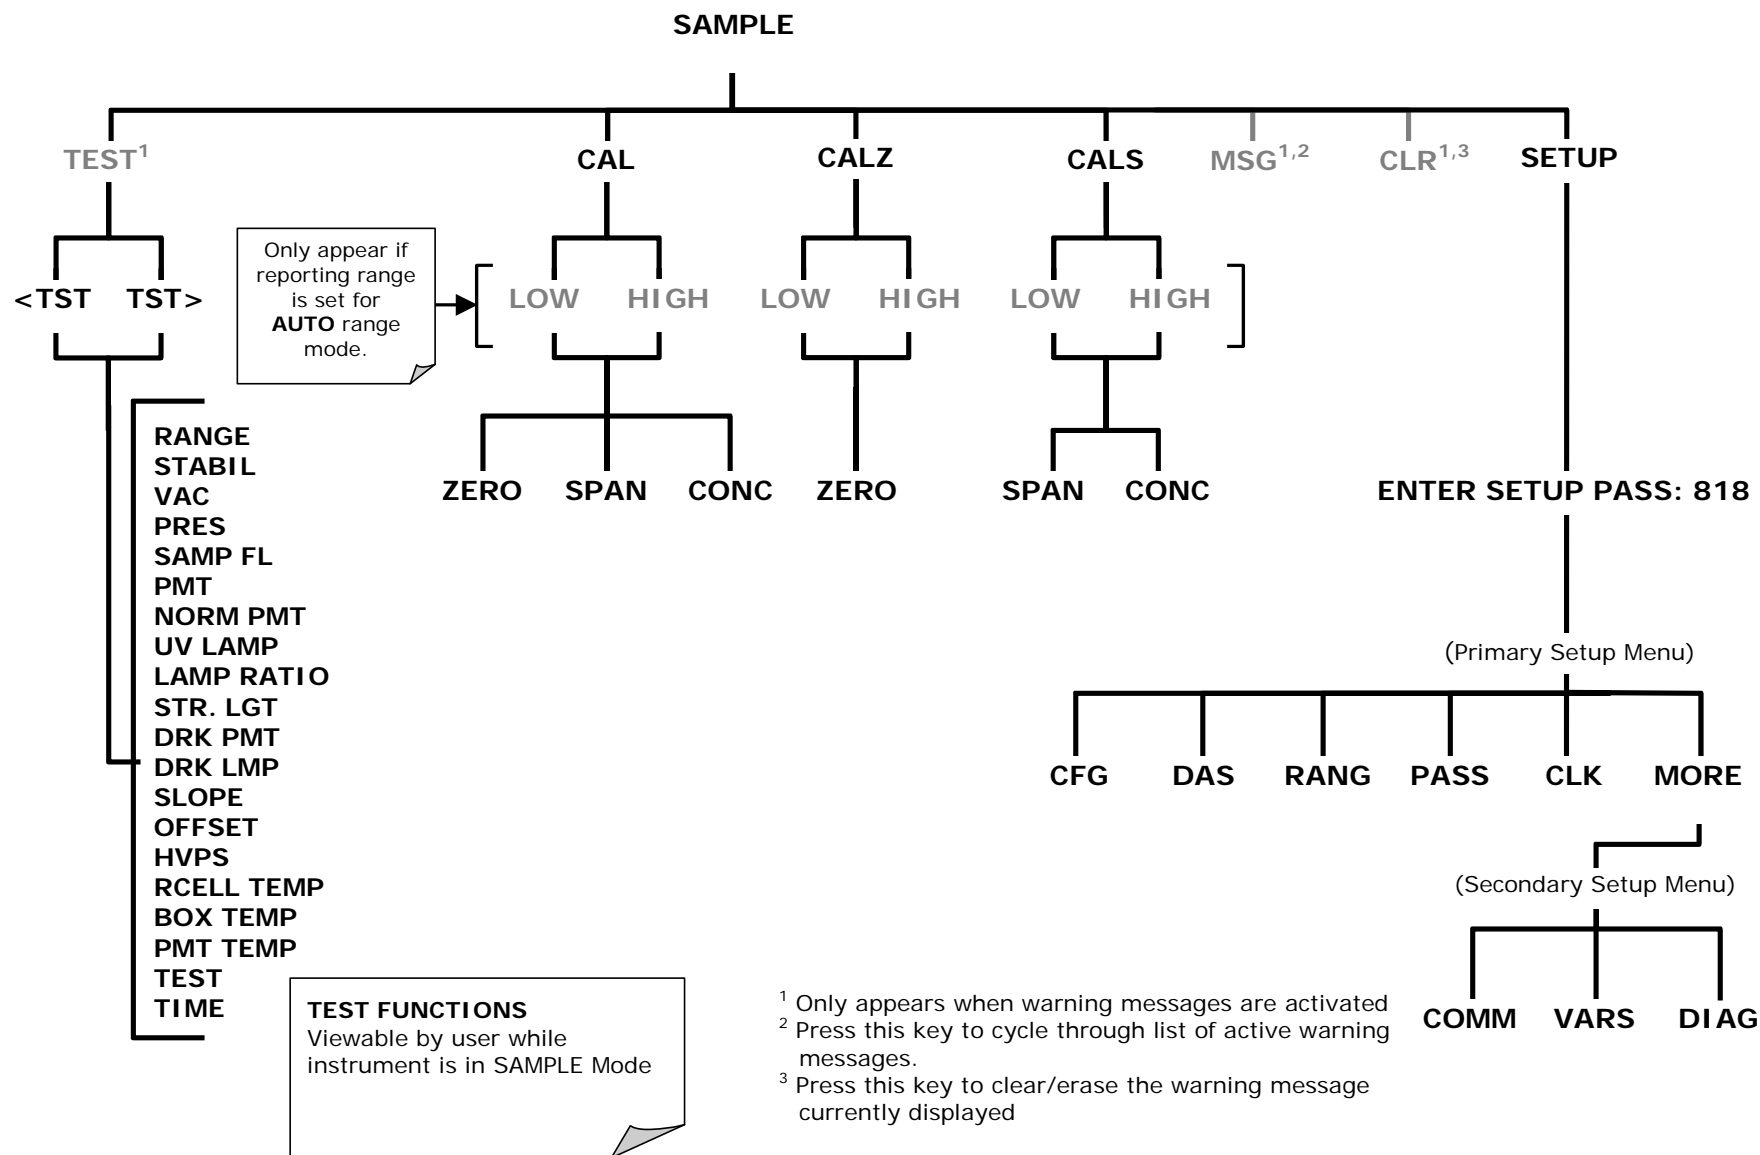 SAMPLE
TEST1 CAL CALZ CALS MSG1,2 CLR1,3 SETUP
<TST TST>
Only appear if
reporting range
is set for
AUTO range
mode.
LOW HIGH LOW HIGH LOW HIGH
ZERO SPAN CONC ZERO SPAN CONC ENTER SETUP PASS: 818
RANGE
STABIL
VAC
PRES
SAMP FL
PMT
NORM PMT
UV LAMP
LAMP RATIO
STR. LGT
DRK PMT
DRK LMP
SLOPE
OFFSET
HVPS
RCELL TEMP
BOX TEMP
PMT TEMP
TEST
TIME
(Primary Setup Menu)
CFG DAS RANG PASS CLK MORE
(Secondary Setup Menu)
COMM VARS DIAG
TEST FUNCTIONS
Viewable by user while
instrument is in SAMPLE Mode
1 Only appears when warning messages are activated
2 Press this key to cycle through list of active warning
messages.
3 Press this key to clear/erase the warning message
currently displayed